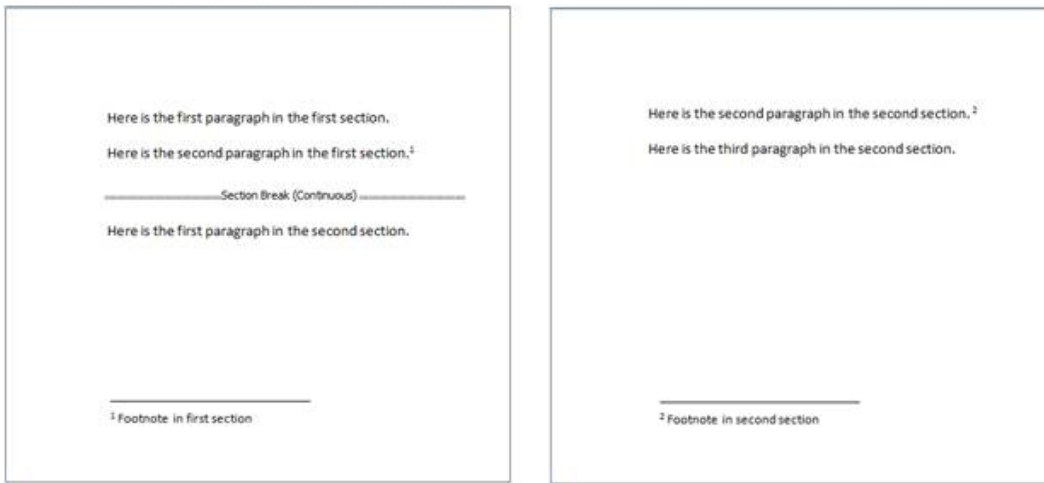 Here is the first paragraph in the first section.
Here is the second paragraph in the first section.¹
Section Break (Continuous)
Here is the first paragraph in the second section.
¹ Footnote in first section
Here is the second paragraph in the second section. ²
Here is the third paragraph in the second section.
² Footnote in second section